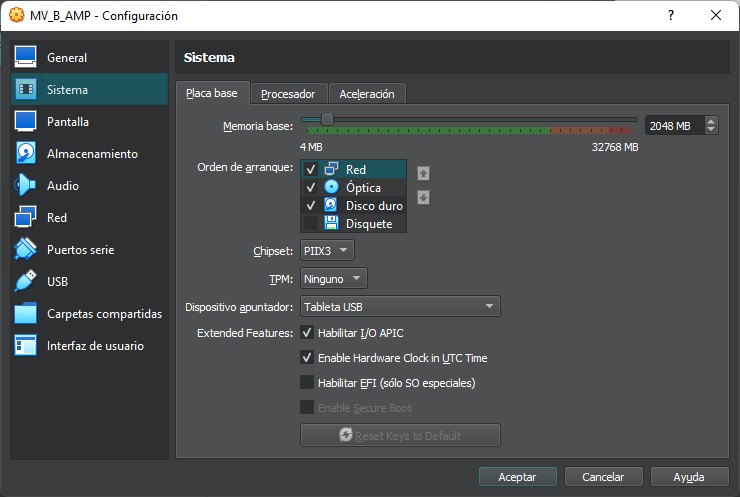 MV_B_AMP - Configuración
General
Sistema
Pantalla
Almacenamiento
Audio
Red
Puertos serie
USB
Carpetas compartidas
Interfaz de usuario
Sistema
Placa base Procesador Aceleración
Memoria base: 2048 MB
4 MB 32768 MB
Orden de arranque: Red
Óptica
Disco duro
Disquete
Chipset: PIIX3
TPM: Ninguno
Dispositivo apuntador: Tableta USB
Extended Features: Habilitar I/O APIC
Enable Hardware Clock in UTC Time
Habilitar EFI (sólo SO especiales)
Enable Secure Boot
Reset Keys to Default
Aceptar Cancelar Ayuda